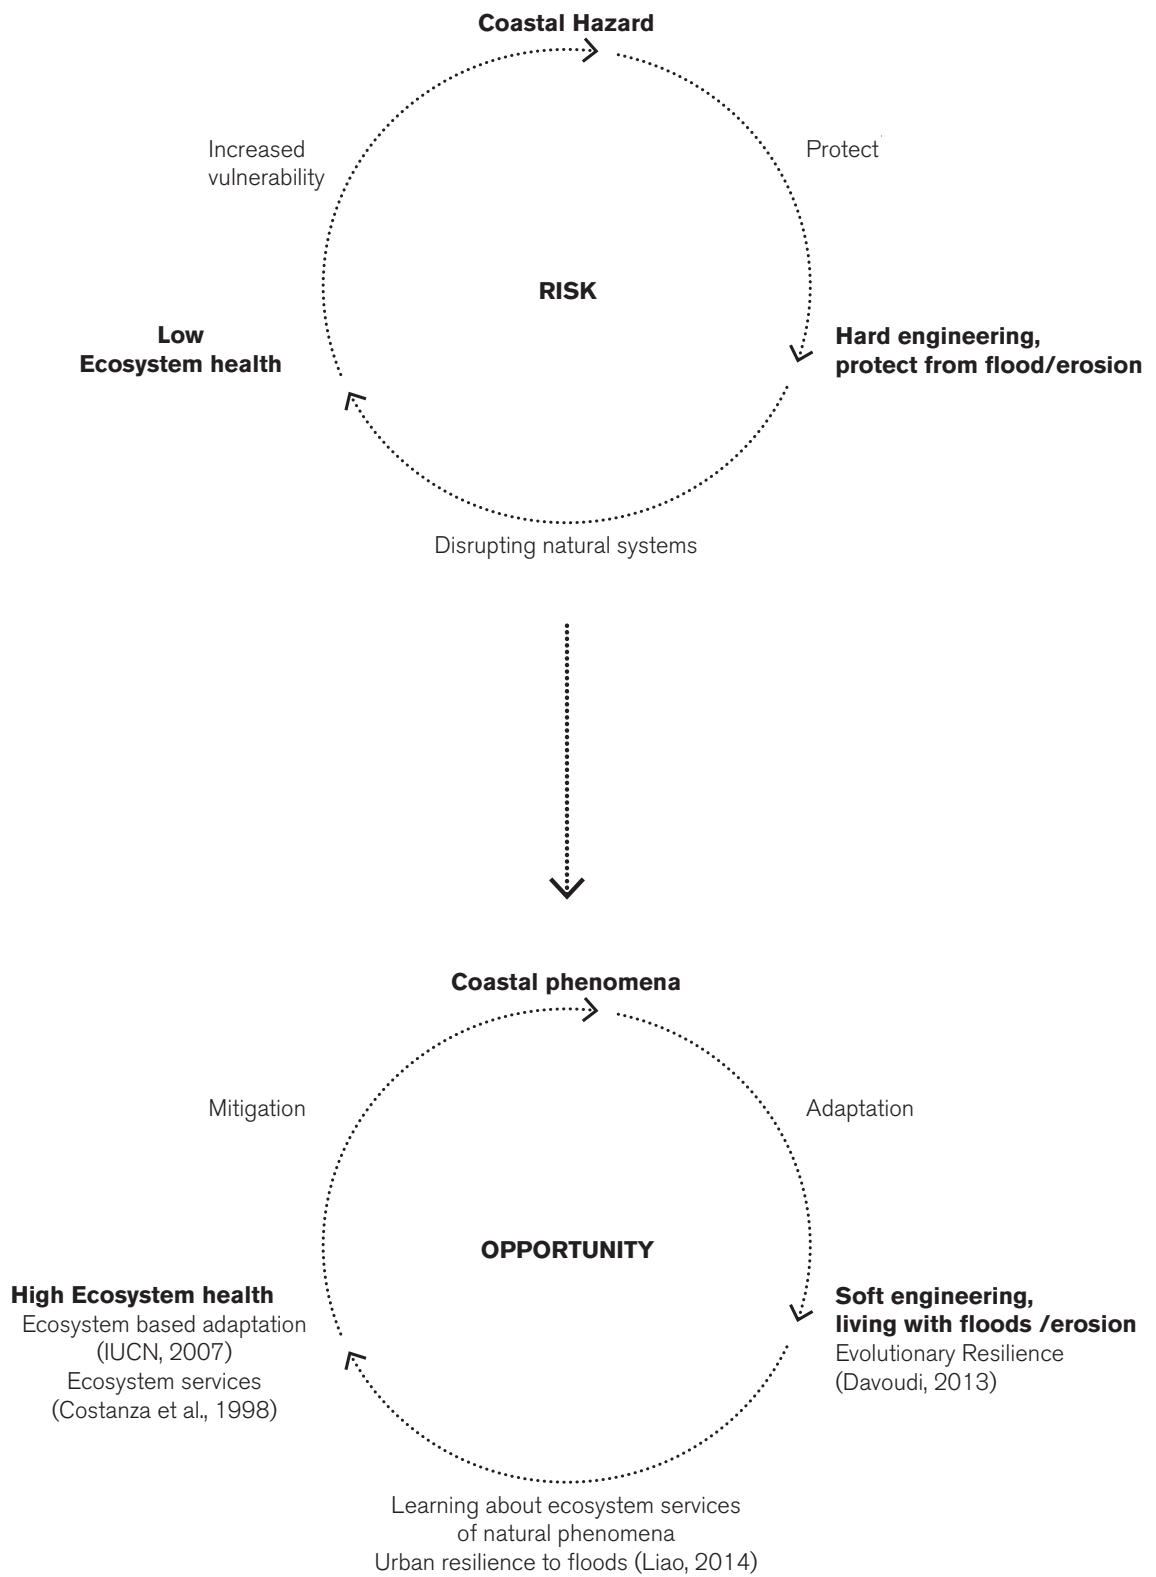 Coastal Hazard
Increased
vulnerability
Protect
RISK
Low
Ecosystem health
Hard engineering,
protect from flood/erosion
Disrupting natural systems
Coastal phenomena
Mitigation
Adaptation
OPPORTUNITY
High Ecosystem health
Ecosystem based adaptation
(IUCN, 2007)
Ecosystem services
(Costanza et al., 1998)
Soft engineering,
living with floods /erosion
Evolutionary Resilience
(Davoudi, 2013)
Learning about ecosystem services
of natural phenomena
Urban resilience to floods (Liao, 2014)